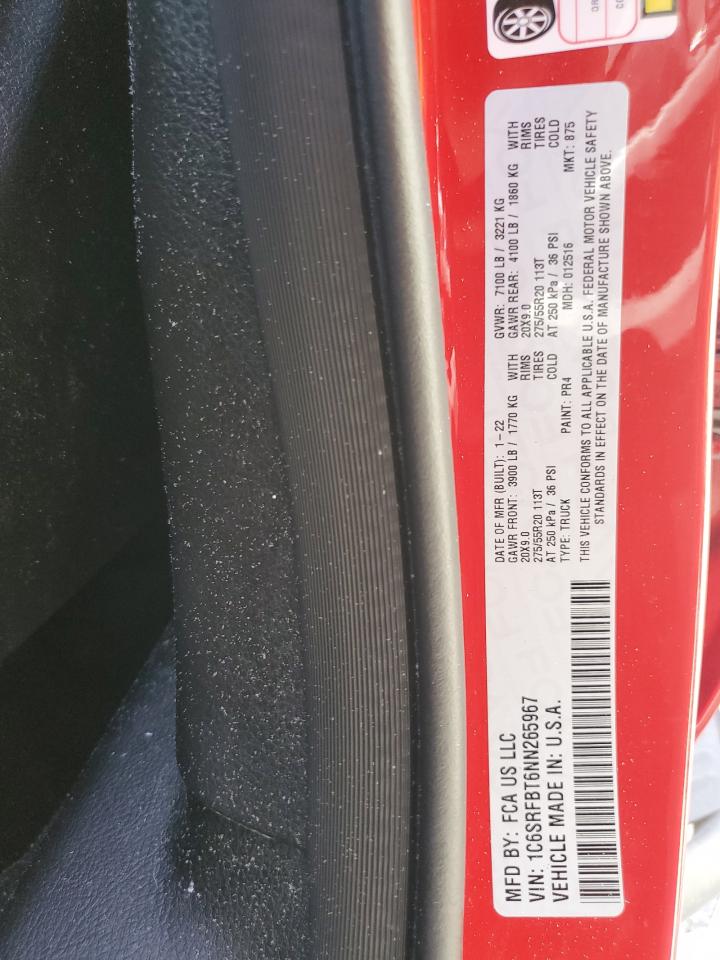 MFD BY: FCA US LLC
VIN: 1C6SRFBT6NN265967
VEHICLE MADE IN: U.S.A.
DATE OF MFR (BUILT): 1-22 GVWR: 7100 LB / 3221 KG
GAWR FRONT: 3900 LB / 1770 KG WITH GAWR REAR: 4100 LB / 1860 KG WITH
20X9.0 RIMS 20X9.0 RIMS
275/55R20 113T TIRES 275/55R20 113T TIRES
AT 250 kPa / 36 PSI COLD AT 250 kPa / 36 PSI COLD
TYPE: TRUCK PAINT: PR4 MDH: 012516 MKT: 875
THIS VEHICLE CONFORMS TO ALL APPLICABLE U.S.A. FEDERAL MOTOR VEHICLE SAFETY
STANDARDS IN EFFECT ON THE DATE OF MANUFACTURE SHOWN ABOVE.